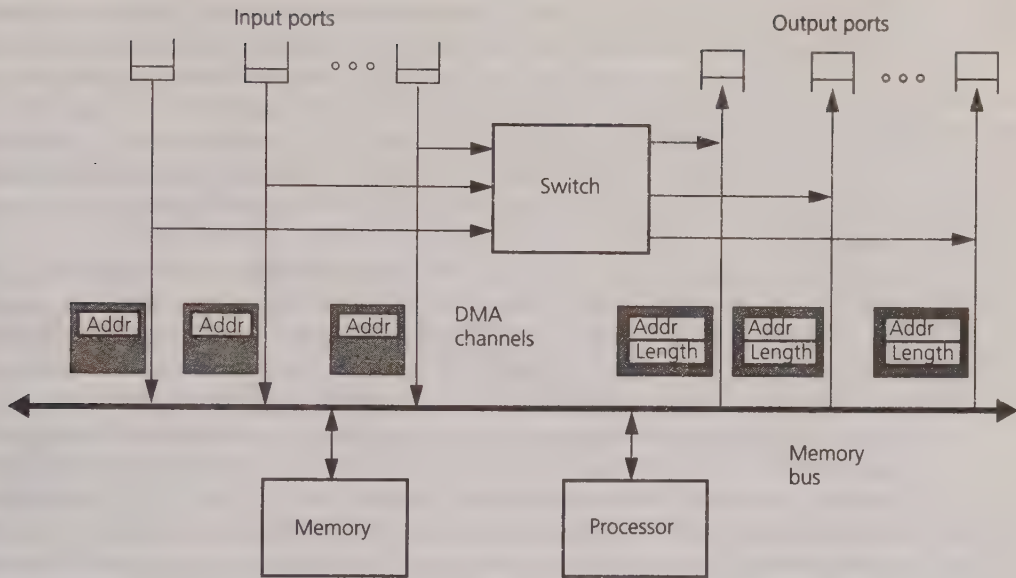 Input ports
Output ports
Switch
DMA
channels
Addr
Addr
Addr
Addr
Length
Addr
Length
Addr
Length
Memory
bus
Memory
Processor